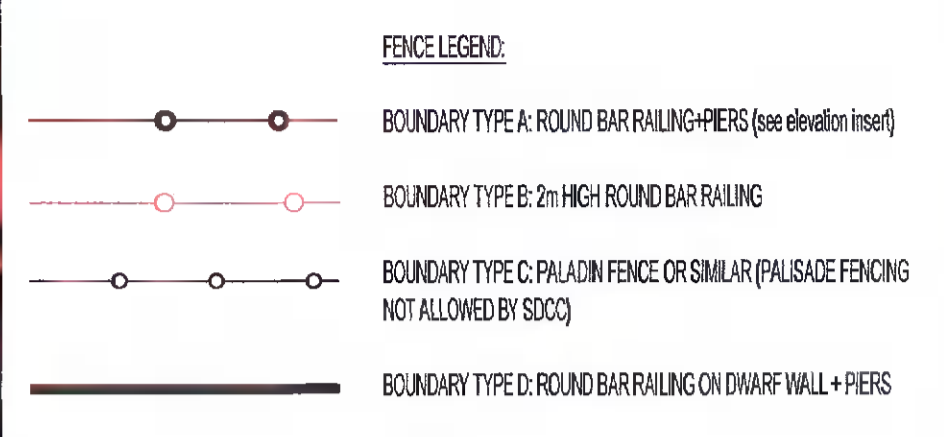 FENCE LEGEND:
BOUNDARY TYPE A: ROUND BAR RAILING+PIERS (see elevation insert)
BOUNDARY TYPE B: 2m HIGH ROUND BAR RAILING
BOUNDARY TYPE C: PALADIN FENCE OR SIMILAR (PALISADE FENCING
NOT ALLOWED BY SDCC)
BOUNDARY TYPE D: ROUND BAR RAILING ON DWARF WALL + PIERS